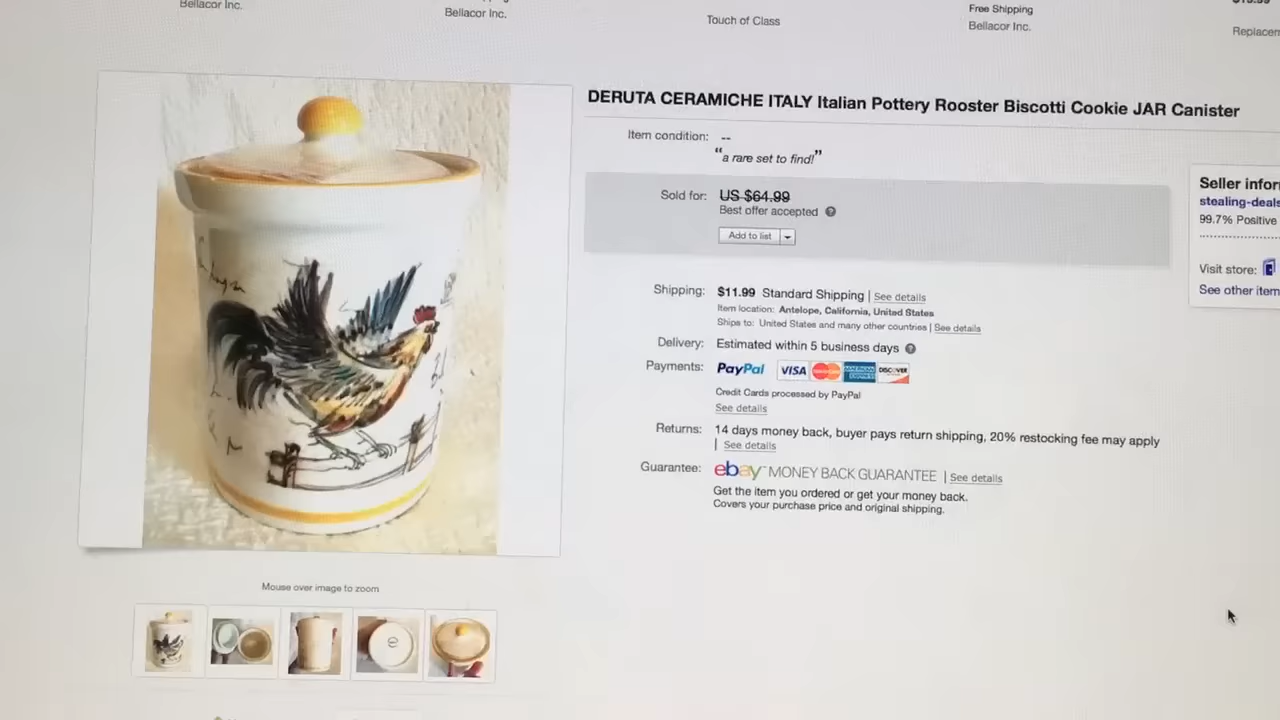 Bellacor Inc.
Bellacor Inc.
Touch of Class
Free Shipping
Bellacor Inc.
DERUTA CERAMICHE ITALY Italian Pottery Rooster Biscotti Cookie JAR Canister
Item condition: --
“a rare set to find!”
Sold for: US $64.99
Best offer accepted
Add to list
Shipping: $11.99 Standard Shipping | See details
Item location: Antelope, California, United States
Ships to: United States and many other countries | See details
Delivery: Estimated within 5 business days
Payments: PayPal VISA MasterCard AMERICAN EXPRESS DISCOVER
Credit Cards processed by PayPal
See details
Returns: 14 days money back, buyer pays return shipping, 20% restocking fee may apply
| See details
Guarantee: ebay MONEY BACK GUARANTEE | See details
Get the item you ordered or get your money back.
Covers your purchase price and original shipping.
Seller infor
stealing-deals
99.7% Positive
Visit store:
See other item
Mouse over image to zoom